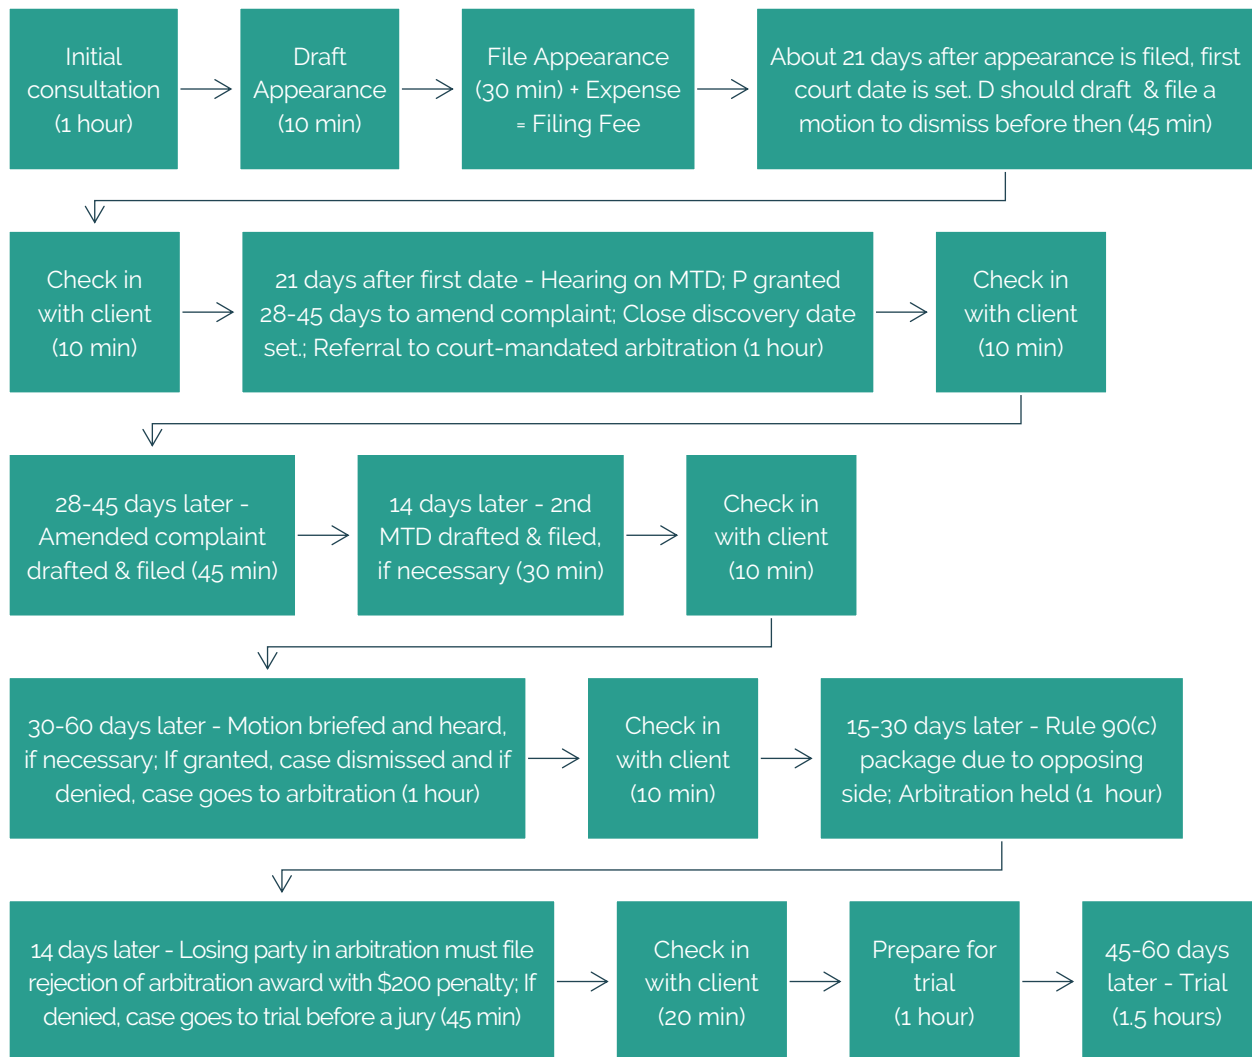 Initial
consultation
(1 hour)
Draft
Appearance
(10 min)
File Appearance
(30 min) + Expense
= Filing Fee
About 21 days after appearance is filed, first
court date is set. D should draft & file a
motion to dismiss before then (45 min)
Check in
with client
(10 min)
21 days after first date - Hearing on MTD; P granted
28-45 days to amend complaint; Close discovery date
set.; Referral to court-mandated arbitration (1 hour)
Check in
with client
(10 min)
28-45 days later -
Amended complaint
drafted & filed (45 min)
14 days later - 2nd
MTD drafted & filed,
if necessary (30 min)
Check in
with client
(10 min)
30-60 days later - Motion briefed and heard,
if necessary; If granted, case dismissed and if
denied, case goes to arbitration (1 hour)
Check in
with client
(10 min)
15-30 days later - Rule 90(c)
package due to opposing
side; Arbitration held (1 hour)
14 days later - Losing party in arbitration must file
rejection of arbitration award with $200 penalty; If
denied, case goes to trial before a jury (45 min)
Check in
with client
(20 min)
Prepare for
trial
(1 hour)
45-60 days
later - Trial
(1.5 hours)